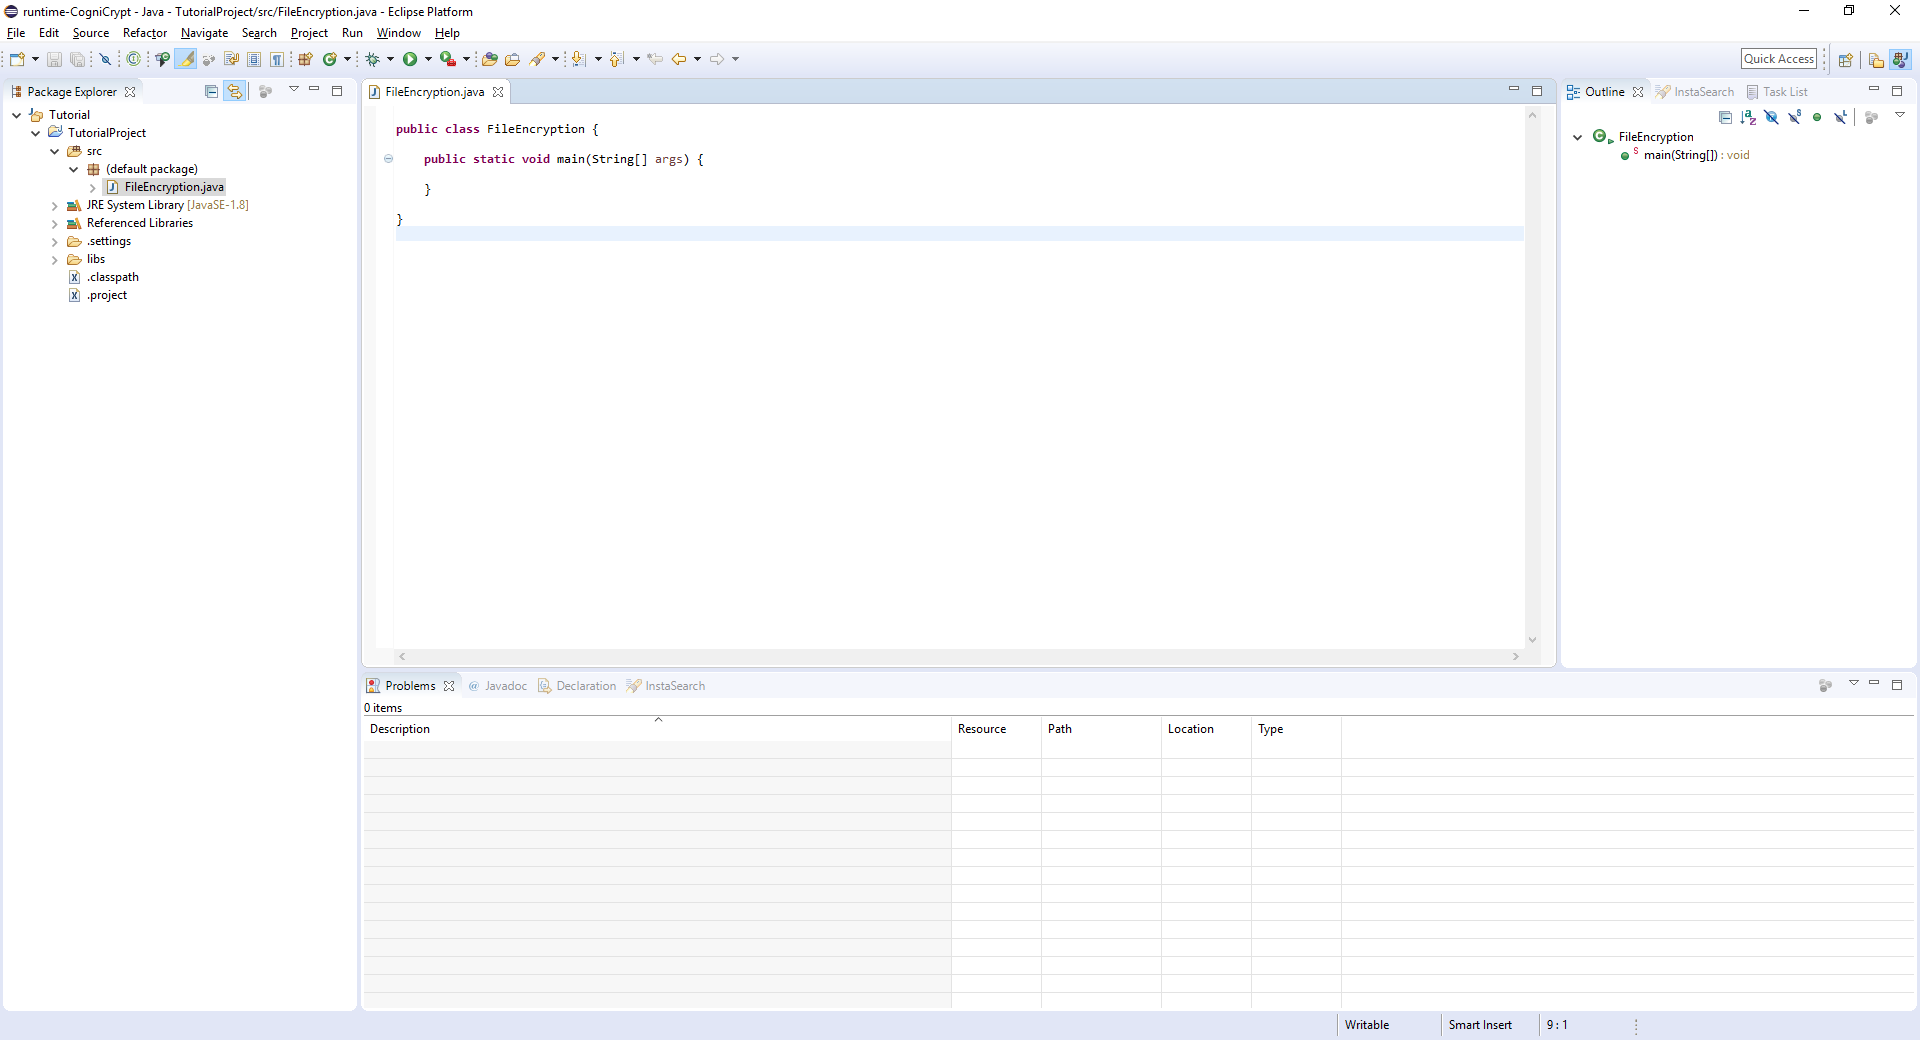 runtime-CogniCrypt - Java - TutorialProject/src/FileEncryption.java - Eclipse Platform
File Edit Source Refactor Navigate Search Project Run Window Help
Quick Access
Package Explorer
Tutorial
TutorialProject
src
(default package)
FileEncryption.java
JRE System Library [JavaSE-1.8]
Referenced Libraries
.settings
libs
.classpath
.project
FileEncryption.java
public class FileEncryption {
public static void main(String[] args) {
}
}
Outline InstaSearch Task List
FileEncryption
main(String[]) : void
Problems @ Javadoc Declaration InstaSearch
0 items
Description Resource Path Location Type
Writable Smart Insert 9 : 1